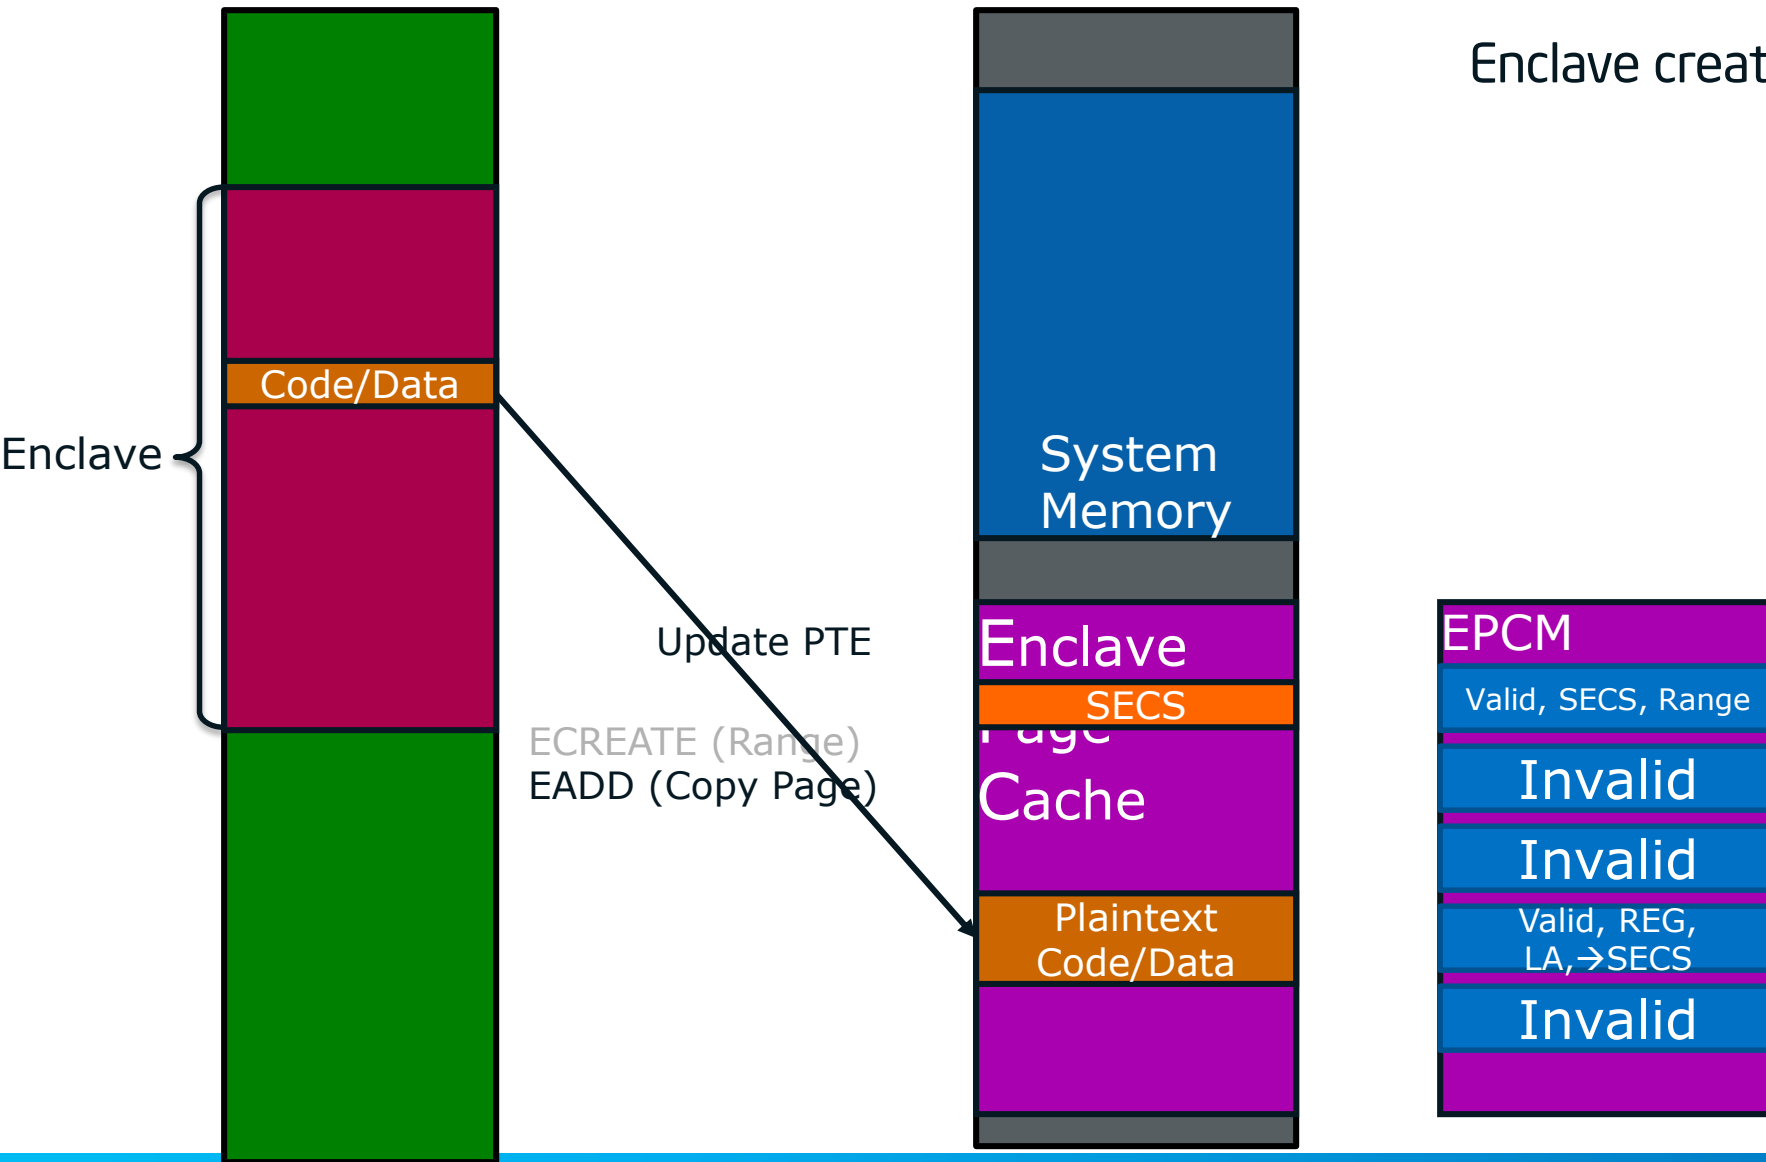 Enclave creat
Code/Data
Enclave
System
Memory
Update PTE
ECREATE (Range)
EADD (Copy Page)
Enclave
SECS
Page
Cache
Plaintext
Code/Data
EPCM
Valid, SECS, Range
Invalid
Invalid
Valid, REG,
LA,→SECS
Invalid